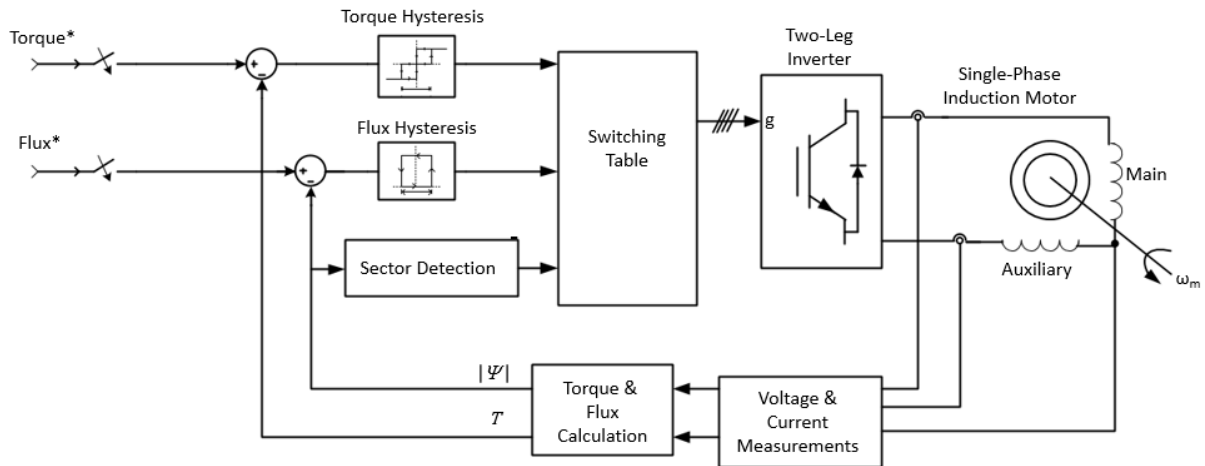 Torque Hysteresis
Torque*
+
-
Two-Leg
Inverter
Single-Phase
Induction Motor
Flux Hysteresis
Flux*
+
-
Switching
Table
g
Main
Sector Detection
Auxiliary
ωm
|Ψ|
T
Torque &
Flux
Calculation
Voltage &
Current
Measurements